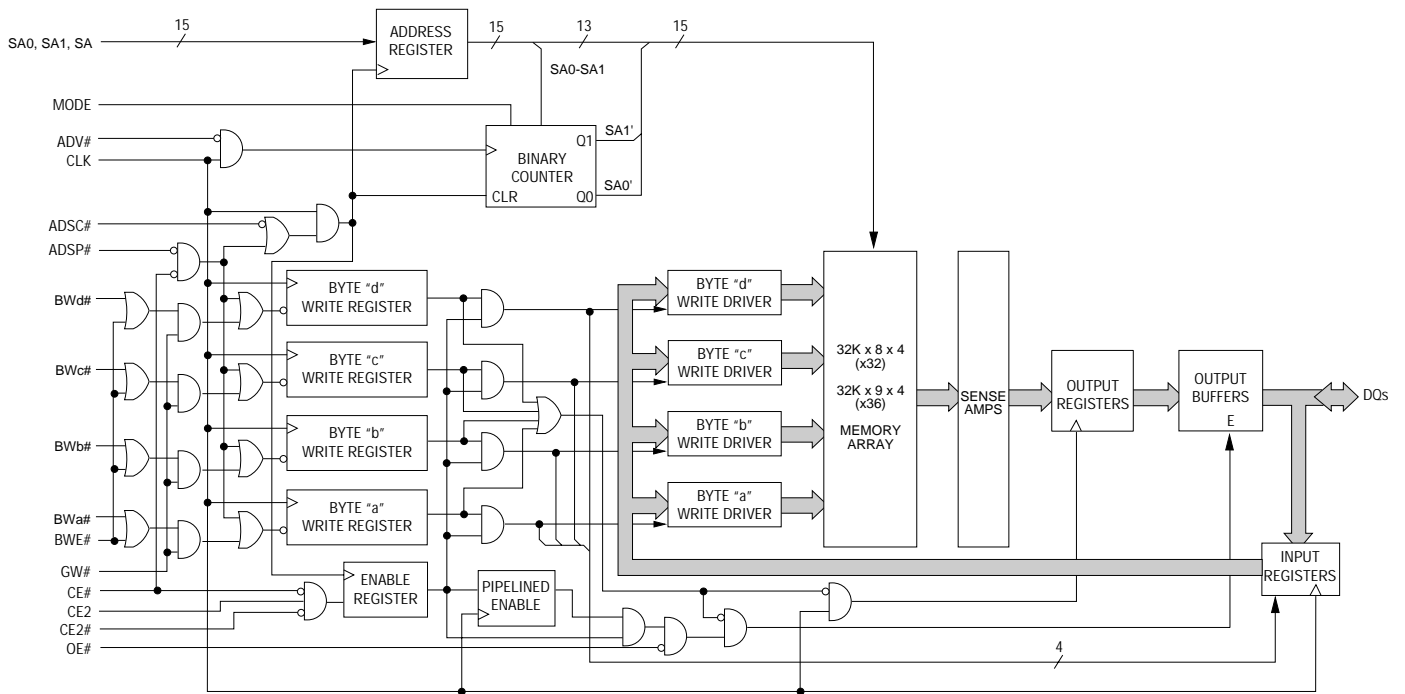 SA0, SA1, SA
15
ADDRESS
REGISTER
15
13
15
SA0-SA1
MODE
ADV#
CLK
BINARY
COUNTER
Q1
SA1'
CLR
Q0
SA0'
ADSC#
ADSP#
BWd#
BYTE “d”
WRITE REGISTER
BYTE “d”
WRITE DRIVER
BWc#
BYTE “c”
WRITE REGISTER
BYTE “c”
WRITE DRIVER
BWb#
BYTE “b”
WRITE REGISTER
BYTE “b”
WRITE DRIVER
BWa#
BWE#
BYTE “a”
WRITE REGISTER
BYTE “a”
WRITE DRIVER
32K x 8 x 4
(x32)
32K x 9 x 4
(x36)
MEMORY
ARRAY
SENSE
AMPS
OUTPUT
REGISTERS
OUTPUT
BUFFERS
E
DQs
GW#
CE#
CE2
CE2#
OE#
ENABLE
REGISTER
PIPELINED
ENABLE
INPUT
REGISTERS
4